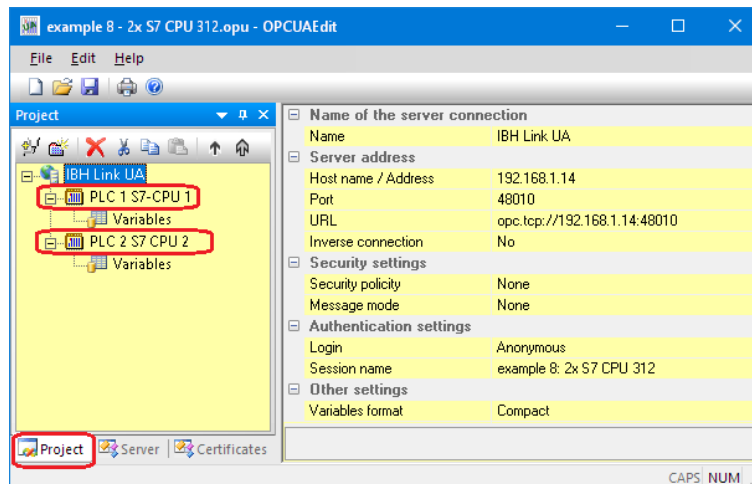 example 8 - 2x S7 CPU 312.opu - OPCUAEdit
File Edit Help
Project
IBH Link UA
PLC 1 S7-CPU 1
Variables
PLC 2 S7 CPU 2
Variables
Project Server Certificates
Name of the server connection
Name IBH Link UA
Server address
Host name / Address 192.168.1.14
Port 48010
URL opc.tcp://192.168.1.14:48010
Inverse connection No
Security settings
Security policity None
Message mode None
Authentication settings
Login Anonymous
Session name example 8: 2x S7 CPU 312
Other settings
Variables format Compact
CAPS NUM